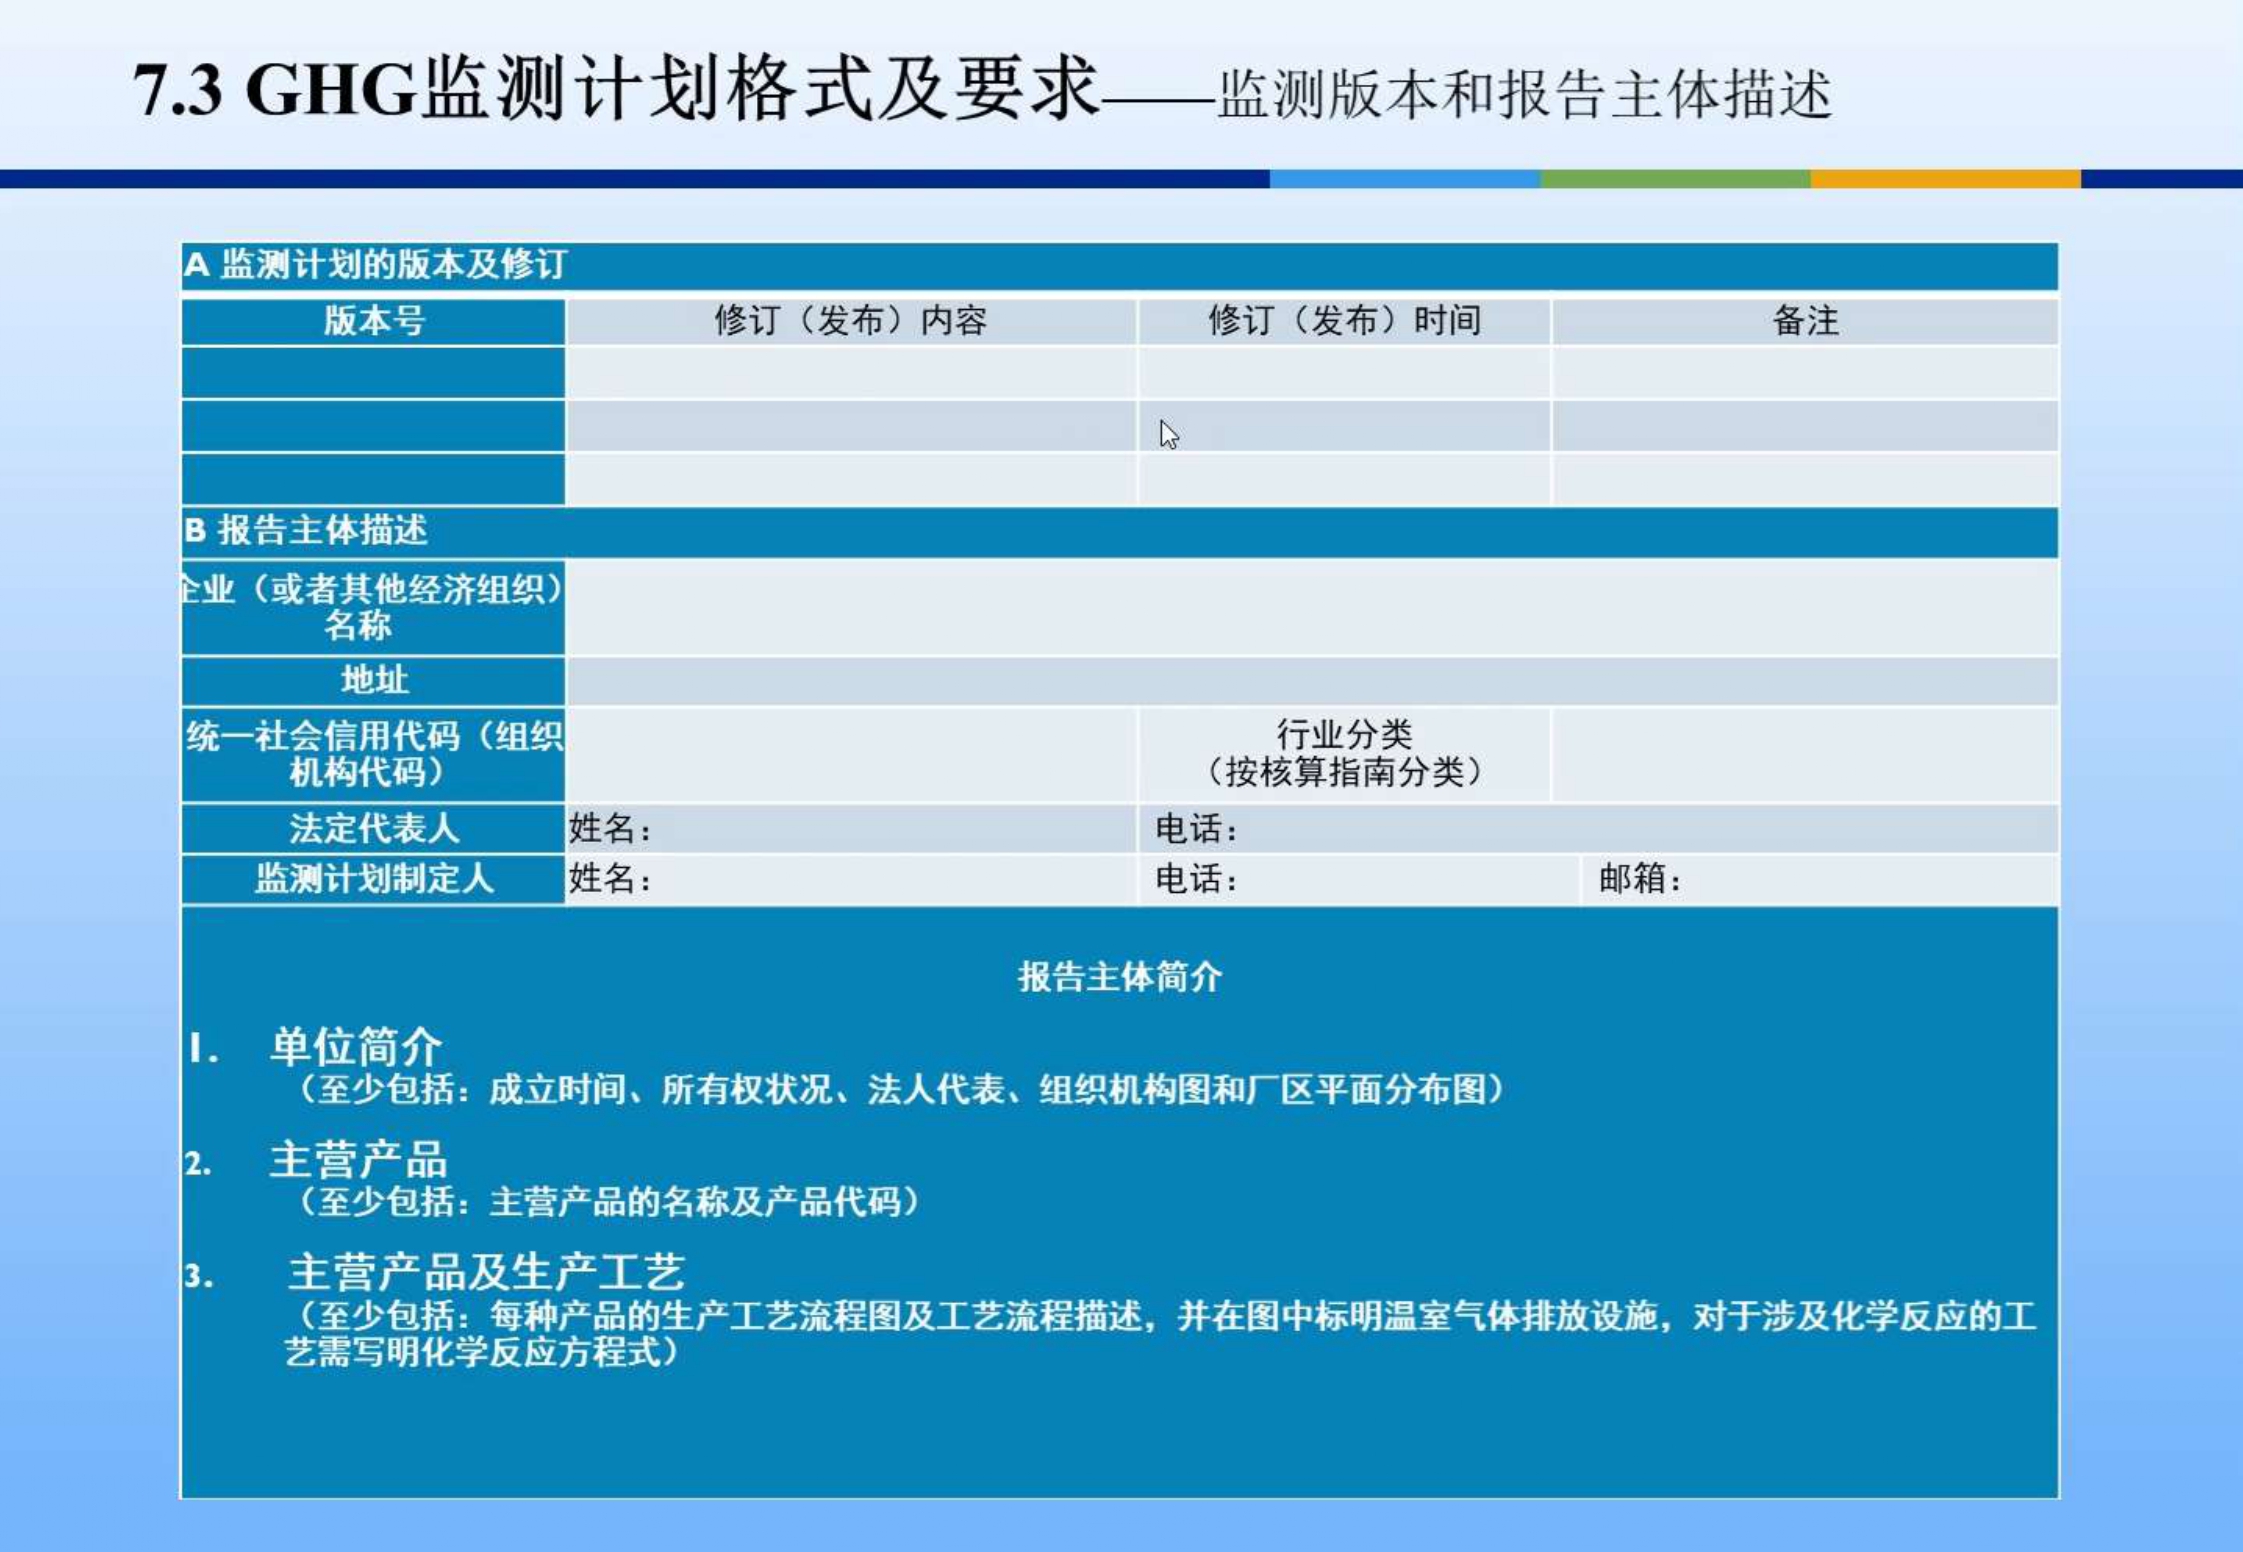 7.3 GHG监测计划格式及要求——监测版本和报告主体描述
A 监测计划的版本及修订
版本号 修订（发布）内容 修订（发布）时间 备注
B 报告主体描述
企业（或者其他经济组织）
名称
地址
统一社会信用代码（组织
机构代码）
行业分类
（按核算指南分类）
法定代表人 姓名： 电话：
监测计划制定人 姓名： 电话： 邮箱：
报告主体简介
1. 单位简介
（至少包括：成立时间、所有权状况、法人代表、组织机构图和厂区平面分布图）
2. 主营产品
（至少包括：主营产品的名称及产品代码）
3. 主营产品及生产工艺
（至少包括：每种产品的生产工艺流程图及工艺流程描述，并在图中标明温室气体排放设施，对于涉及化学反应的工
艺需写明化学反应方程式）